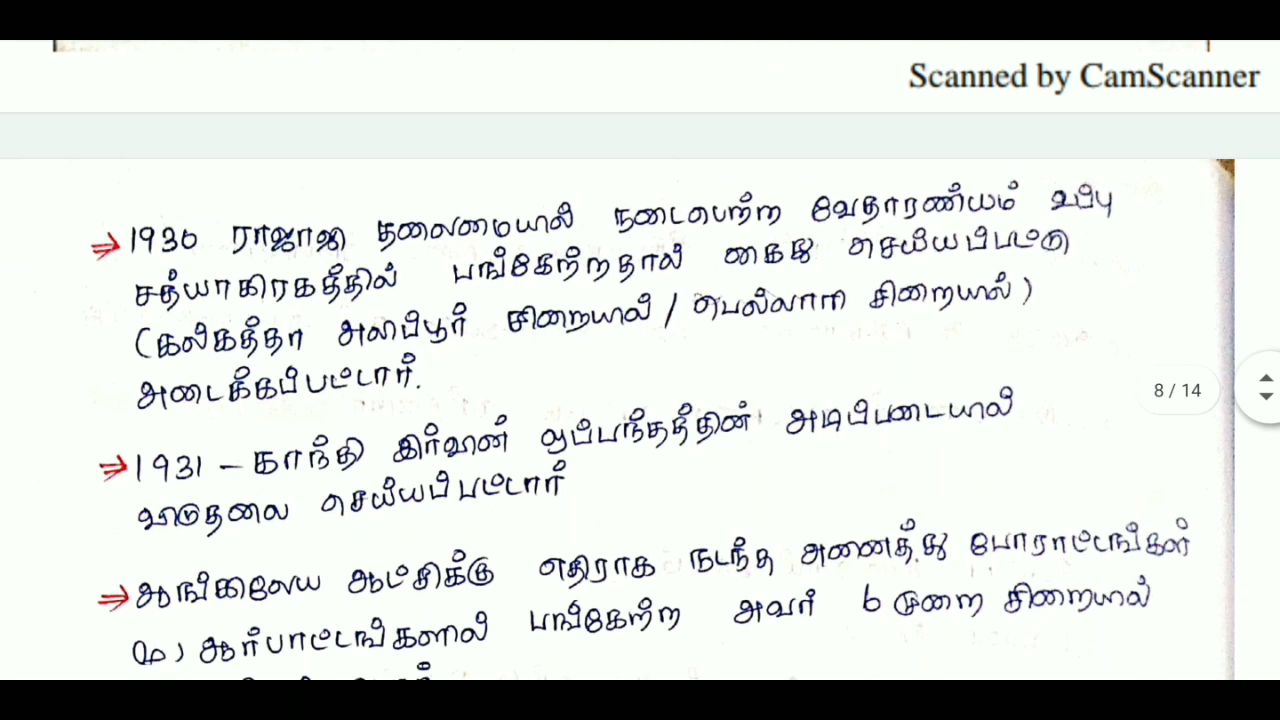 Scanned by CamScanner
⇒ 1930 ராஜாஜி தலைமையில் நடைபெற்ற வேதாரண்யம் உப்பு
சத்யாகிரகத்தில் பங்கேற்றதால் கைது செய்யப்பட்டு
(கல்கத்தா அலிப்பூர் சிறையில் / பெல்லாரி சிறையில்)
அடைக்கப்பட்டார்.
8 / 14
⇒ 1931 – காந்தி இர்வின் ஒப்பந்தத்தின் அடிப்படையில்
விடுதலை செய்யப்பட்டார்
⇒ ஆங்கிலேய ஆட்சிக்கு எதிராக நடந்த அனைத்து போராட்டங்கள்
(ம) ஆர்பாட்டங்களில் பங்கேற்ற அவர் 6 முறை சிறையில்